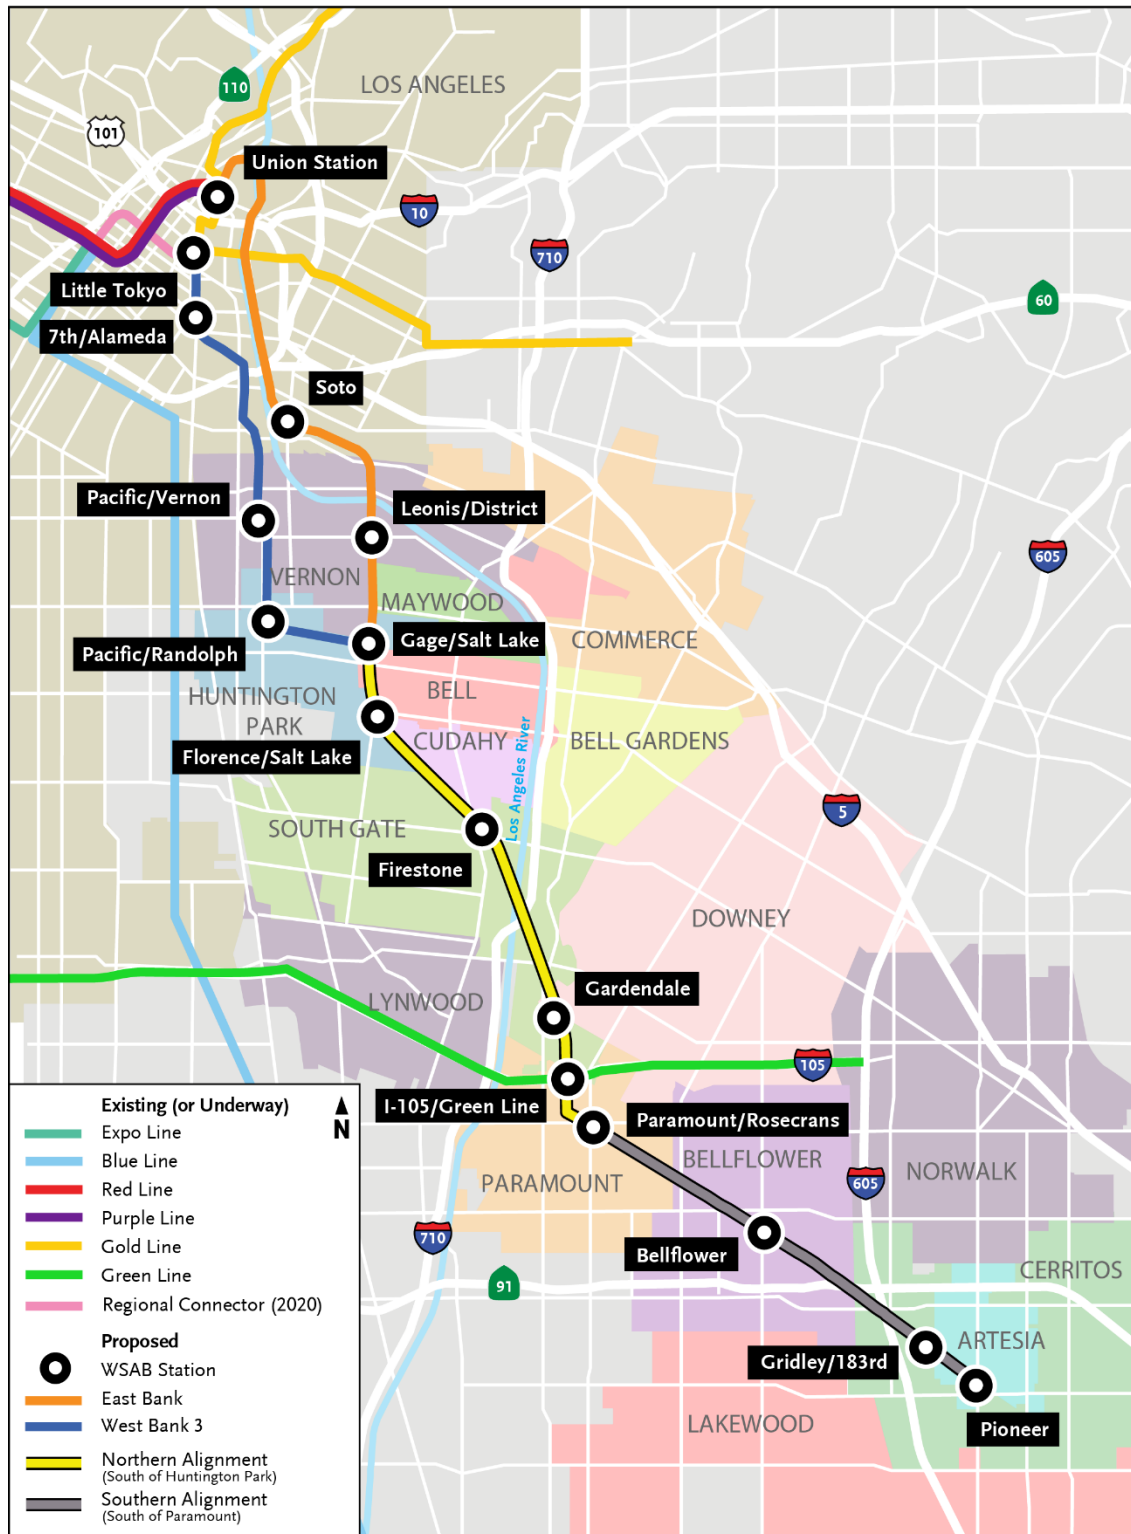 LOS ANGELES
110
101
Union Station
10
710
Little Tokyo
60
7th/Alameda
Soto
Pacific/Vernon
Leonis/District
605
VERNON
MAYWOOD
Pacific/Randolph
Gage/Salt Lake
COMMERCE
HUNTINGTON
PARK
BELL
CUDAHY
BELL GARDENS
Florence/Salt Lake
Los Angeles River
5
SOUTH GATE
Firestone
DOWNEY
Gardendale
LYNWOOD
105
I-105/Green Line
Paramount/Rosecrans
BELLFLOWER
PARAMOUNT
605
NORWALK
710
Bellflower
91
CERRITOS
ARTESIA
Gridley/183rd
LAKEWOOD
Pioneer
Existing (or Underway)
N
Expo Line
Blue Line
Red Line
Purple Line
Gold Line
Green Line
Regional Connector (2020)
Proposed
WSAB Station
East Bank
West Bank 3
Northern Alignment
(South of Huntington Park)
Southern Alignment
(South of Paramount)